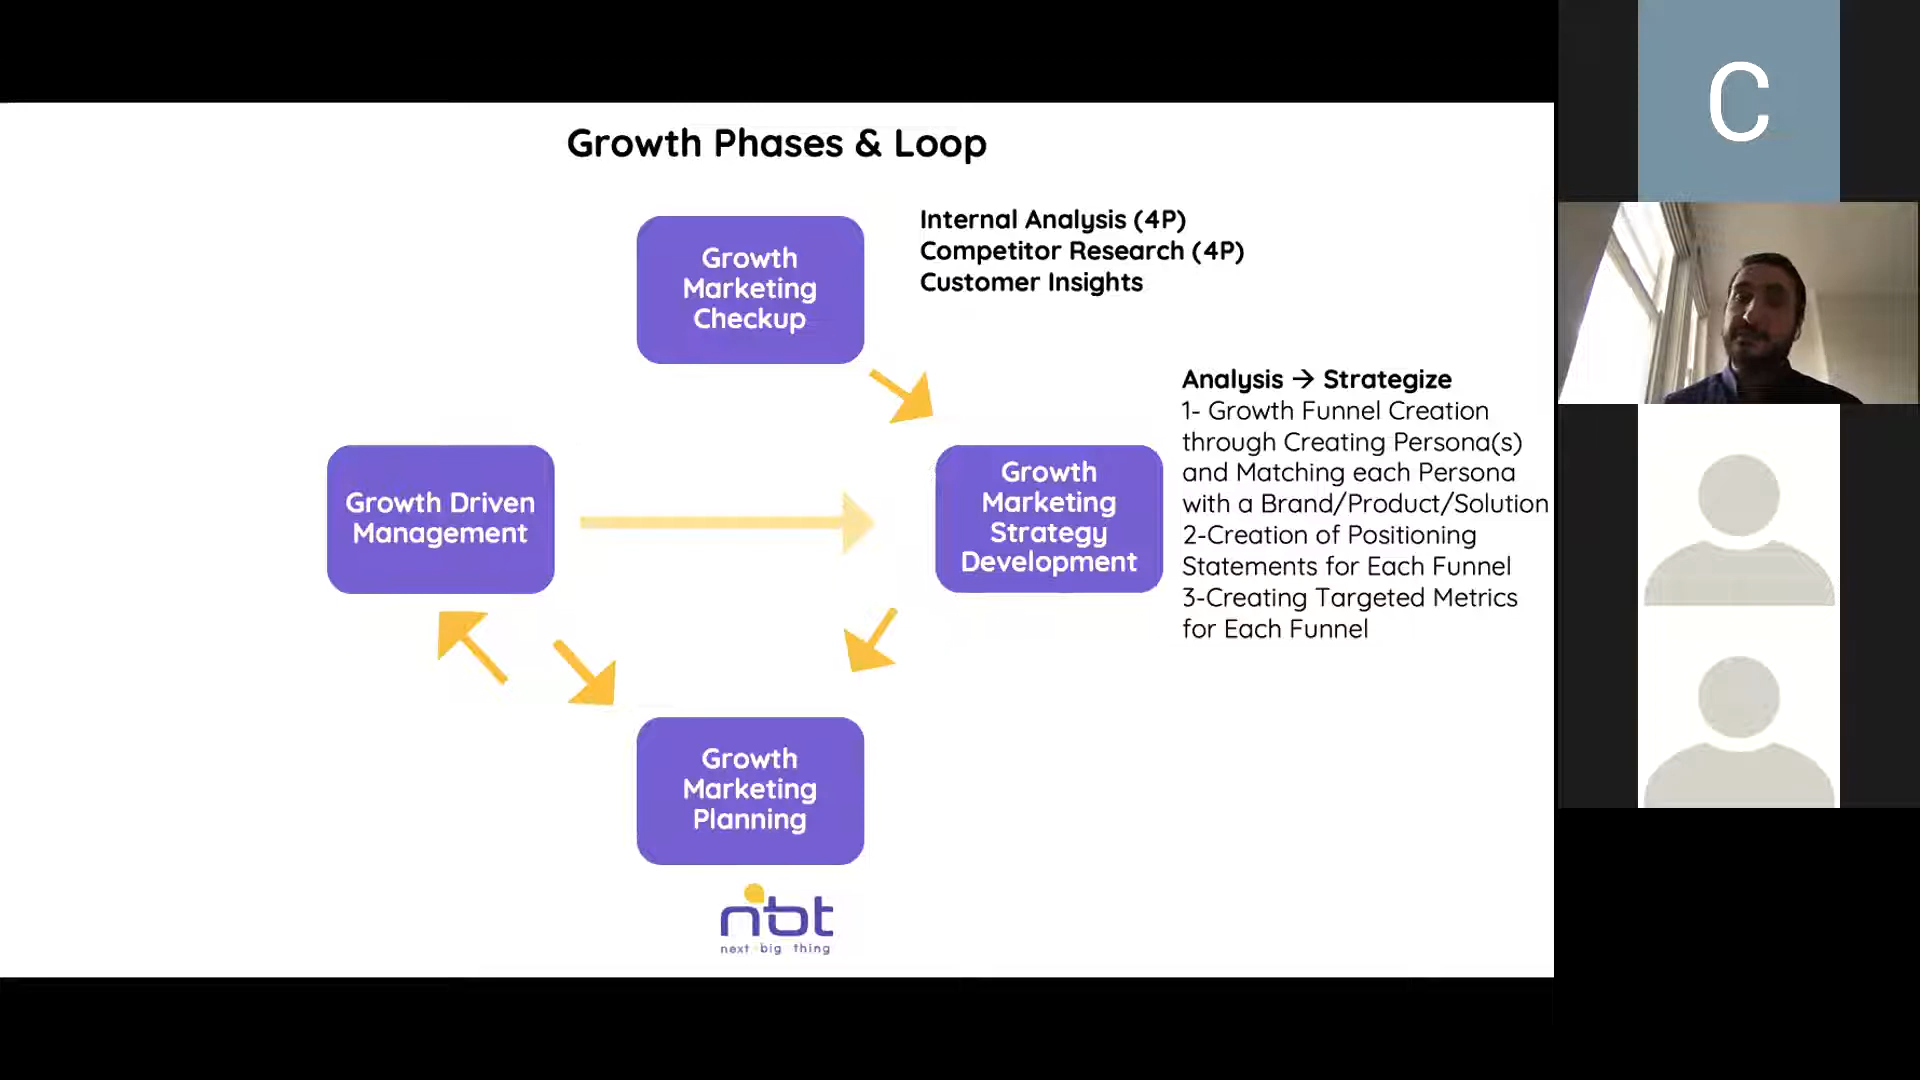 Growth Phases & Loop
Growth
Marketing
Checkup
Internal Analysis (4P)
Competitor Research (4P)
Customer Insights
Growth Driven
Management
Growth
Marketing
Strategy
Development
Analysis → Strategize
1- Growth Funnel Creation
through Creating Persona(s)
and Matching each Persona
with a Brand/Product/Solution
2-Creation of Positioning
Statements for Each Funnel
3-Creating Targeted Metrics
for Each Funnel
Growth
Marketing
Planning
nbt
next big thing
C